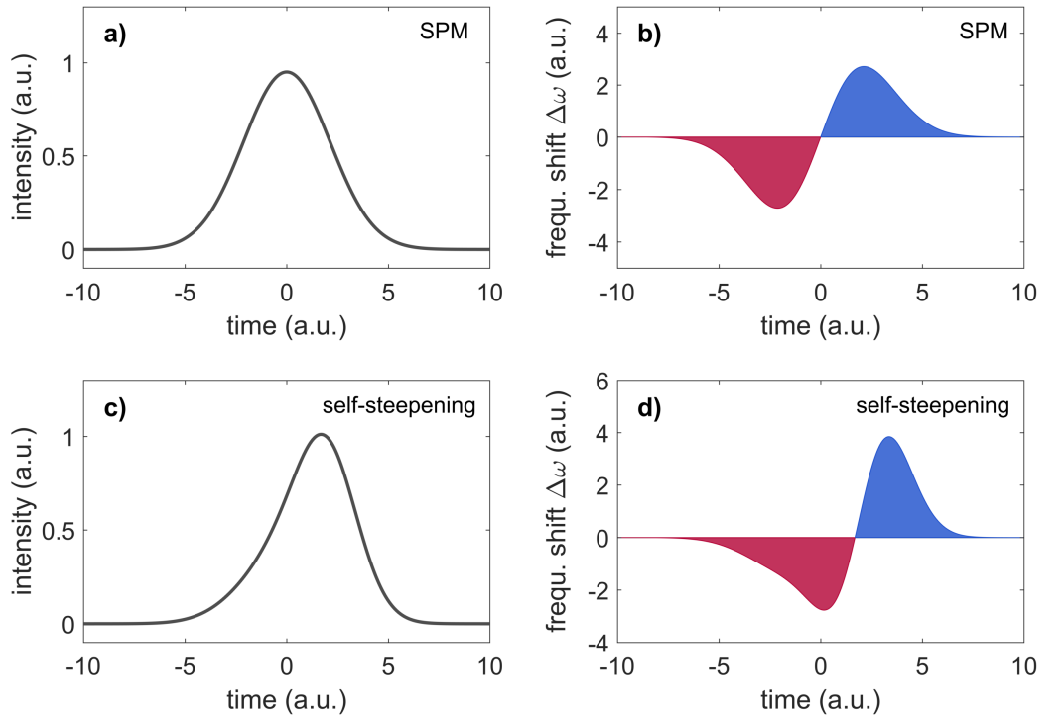 a)
SPM
intensity (a.u.)
1
0.5
0
-10
-5
0
5
10
time (a.u.)
b)
SPM
frequ. shift Δω (a.u.)
4
2
0
-2
-4
-10
-5
0
5
10
time (a.u.)
c)
self-steepening
intensity (a.u.)
1
0.5
0
-10
-5
0
5
10
time (a.u.)
d)
self-steepening
frequ. shift Δω (a.u.)
6
4
2
0
-2
-4
-10
-5
0
5
10
time (a.u.)